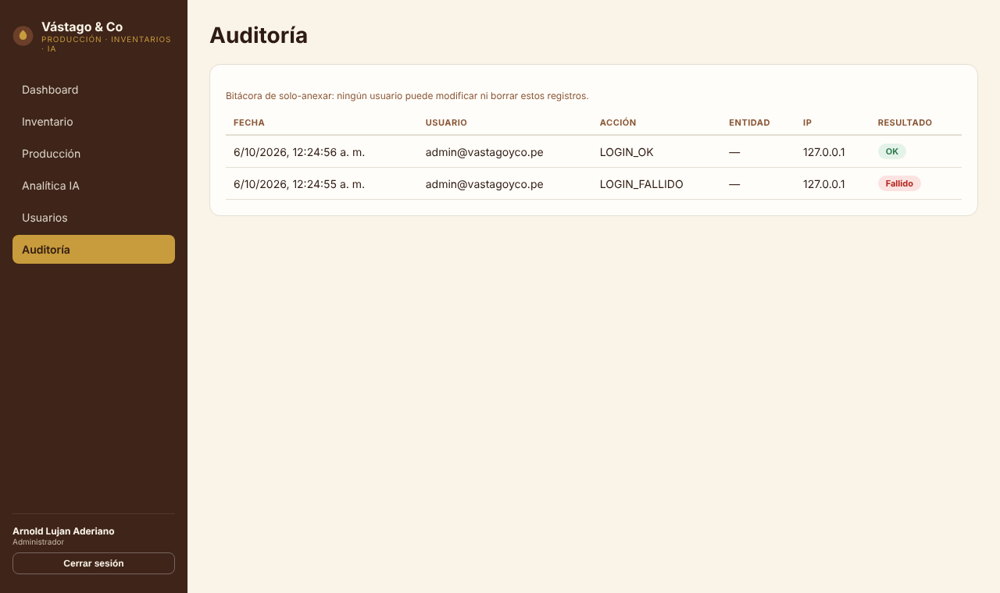 Vástago & Co
PRODUCCIÓN · INVENTARIOS
· IA
Dashboard
Inventario
Producción
Analítica IA
Usuarios
Auditoría
Arnold Lujan Aderiano
Administrador
Cerrar sesión
Auditoría
Bitácora de solo-anexar: ningún usuario puede modificar ni borrar estos registros.
FECHA USUARIO ACCIÓN ENTIDAD IP RESULTADO
6/10/2026, 12:24:56 a. m. admin@vastagoyco.pe LOGIN_OK — 127.0.0.1 OK
6/10/2026, 12:24:55 a. m. admin@vastagoyco.pe LOGIN_FALLIDO — 127.0.0.1 Fallido